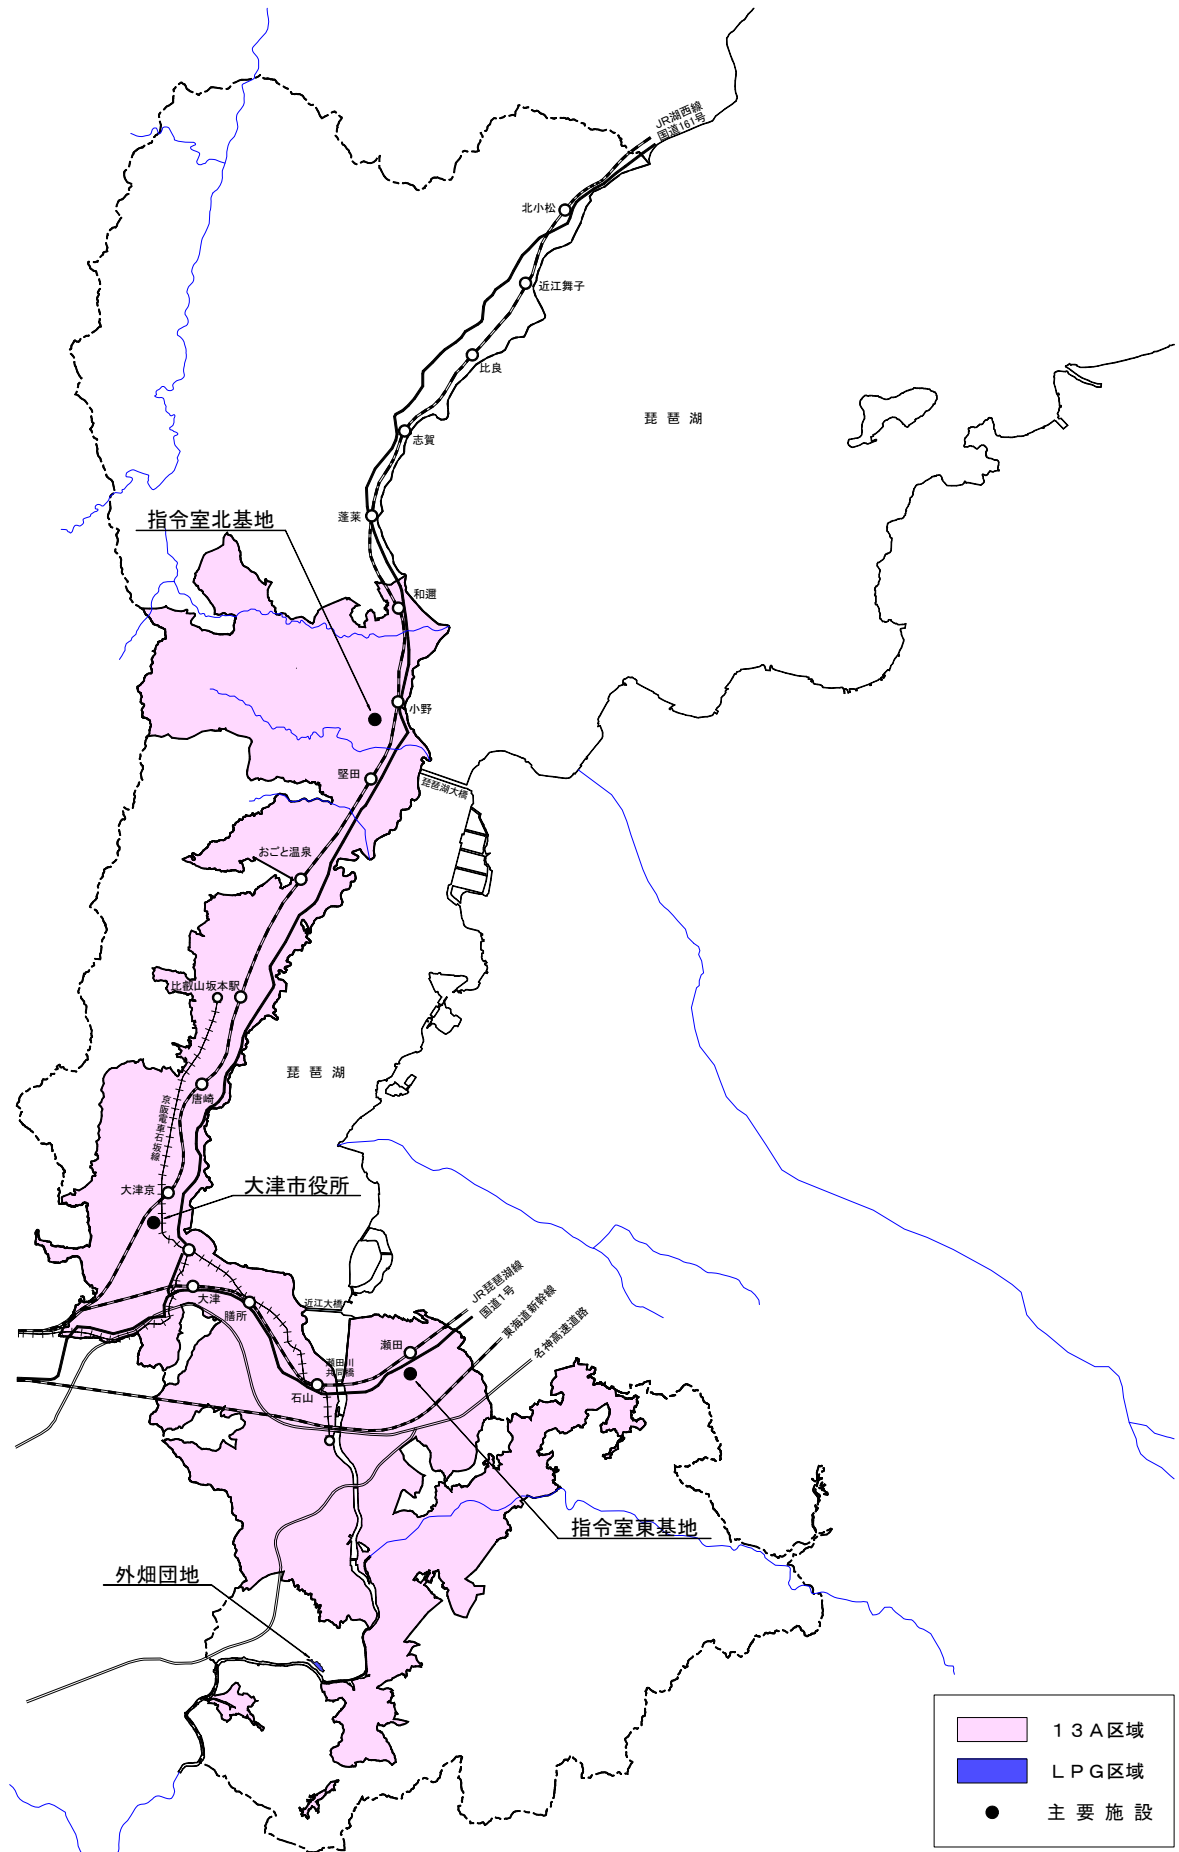 JR湖西線
国道161号
北小松
近江舞子
比良
琵琶湖
志賀
蓬莱
指令室北基地
和邇
小野
堅田
琵琶湖大橋
おごと温泉
比叡山坂本駅
琵琶湖
唐崎
京阪電車石坂線
大津京
大津市役所
大津
膳所
近江大橋
JR琵琶湖線
国道1号
東海道新幹線
名神高速道路
瀬田
瀬田川
共同橋
石山
指令室東基地
外畑団地
13A区域
LPG区域
主要施設